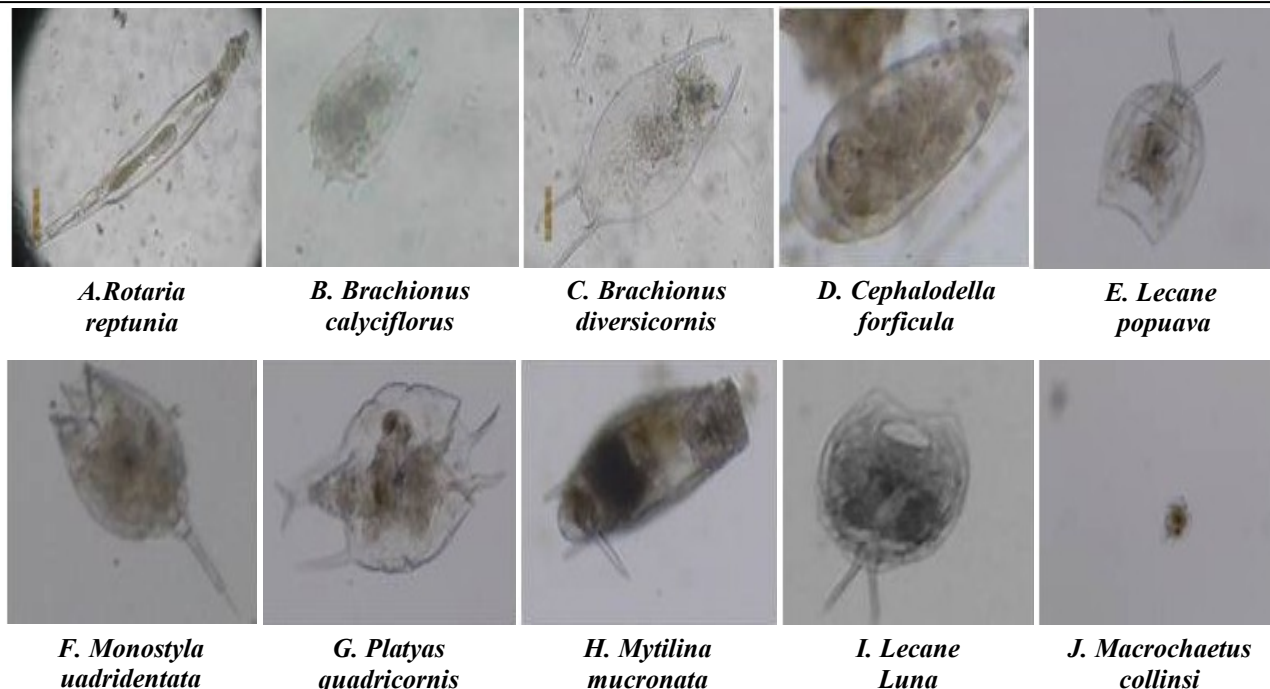 A.Rotaria
reptunia
B. Brachionus
calyciflorus
C. Brachionus
diversicornis
D. Cephalodella
forficula
E. Lecane
popuava
F. Monostyla
uadridentata
G. Platyas
quadricornis
H. Mytilina
mucronata
I. Lecane
Luna
J. Macrochaetus
collinsi